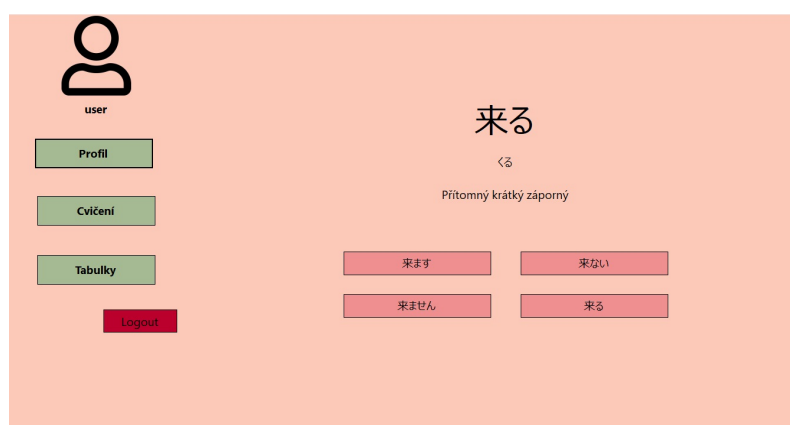 user
Profil
Cvičení
Tabulky
Logout
来る
くる
Přítomný krátký záporný
来ます
来ない
来ません
来る